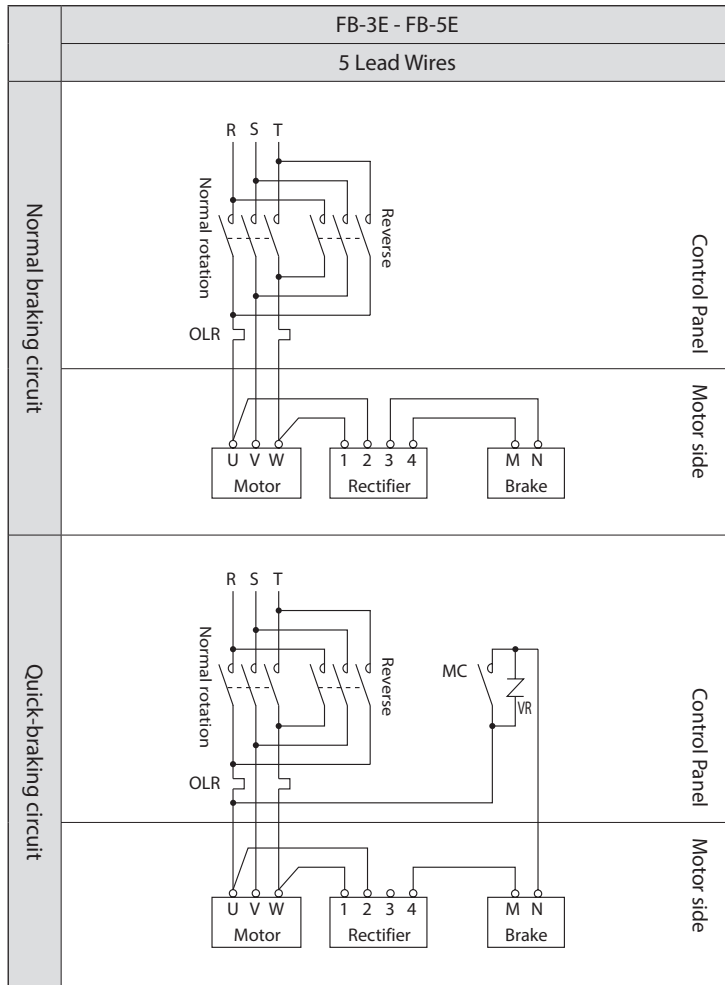 FB-3E - FB-5E
5 Lead Wires
Normal braking circuit
R S T
Normal rotation
Reverse
OLR
Control Panel
Motor side
U V W
Motor
1 2 3 4
Rectifier
M N
Brake
Quick-braking circuit
R S T
Normal rotation
Reverse
MC
VR
OLR
Control Panel
Motor side
U V W
Motor
1 2 3 4
Rectifier
M N
Brake